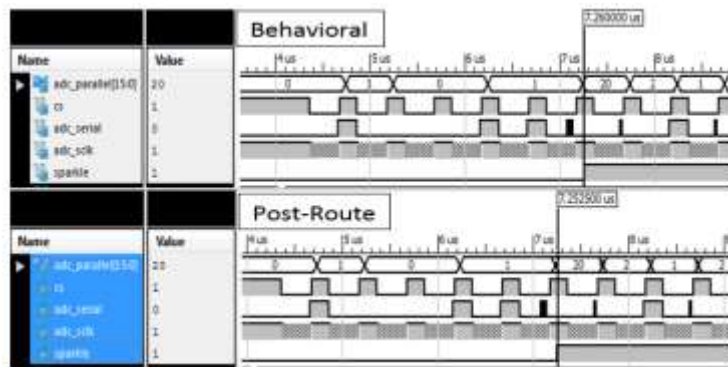 Behavioral
7.260000 us
Name Value
4 us 5 us 6 us 7 us 8 us
adc_parallel[15:0] 20 0 1 0 1 20 2 1
cs 1
adc_serial 0
adc_sclk 1
sparkle 1
Post-Route
7.252500 us
Name Value
4 us 5 us 6 us 7 us 8 us
adc_parallel[15:0] 20 0 1 0 1 20 2 1 2
cs 1
adc_serial 0
adc_sclk 1
sparkle 1